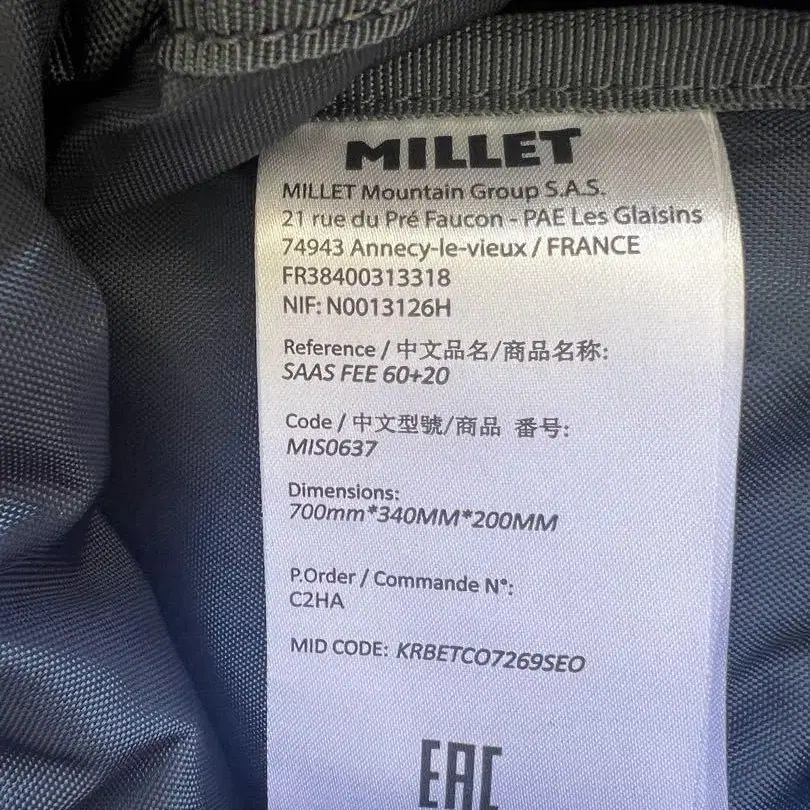 MILLET
MILLET Mountain Group S.A.S.
21 rue du Pré Faucon - PAE Les Glaisins
74943 Annecy-le-vieux / FRANCE
FR38400313318
NIF: N0013126H
Reference / 中文品名/商品名称:
SAAS FEE 60+20
Code / 中文型號/商品 番号:
MIS0637
Dimensions:
700mm*340MM*200MM
P.Order / Commande N°:
C2HA
MID CODE: KRBETCO7269SEO
EAC